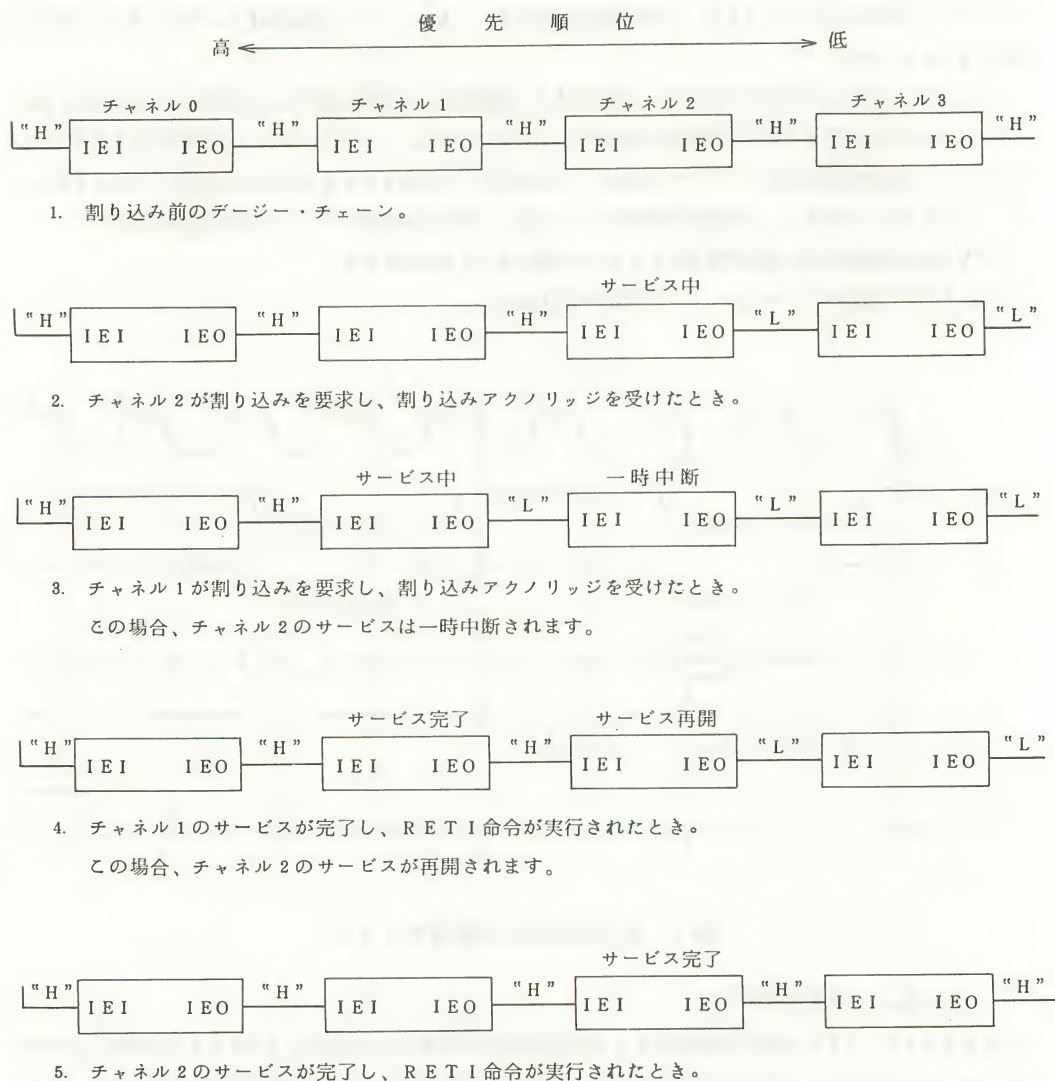 優先順位
高 低
チャネル0 チャネル1 チャネル2 チャネル3
“H” “H” “H” “H” “H”
IEI IEO IEI IEO IEI IEO IEI IEO
1. 割り込み前のデージー・チェーン。
サービス中
“H” “H” “H” “L” “L”
IEI IEO IEI IEO IEI IEO IEI IEO
2. チャネル2が割り込みを要求し、割り込みアクノリッジを受けたとき。
サービス中 一時中断
“H” “H” “L” “L” “L”
IEI IEO IEI IEO IEI IEO IEI IEO
3. チャネル1が割り込みを要求し、割り込みアクノリッジを受けたとき。
この場合、チャネル2のサービスは一時中断されます。
サービス完了 サービス再開
“H” “H” “H” “L” “L”
IEI IEO IEI IEO IEI IEO IEI IEO
4. チャネル1のサービスが完了し、RETI命令が実行されたとき。
この場合、チャネル2のサービスが再開されます。
サービス完了
“H” “H” “H” “H” “H”
IEI IEO IEI IEO IEI IEO IEI IEO
5. チャネル2のサービスが完了し、RETI命令が実行されたとき。